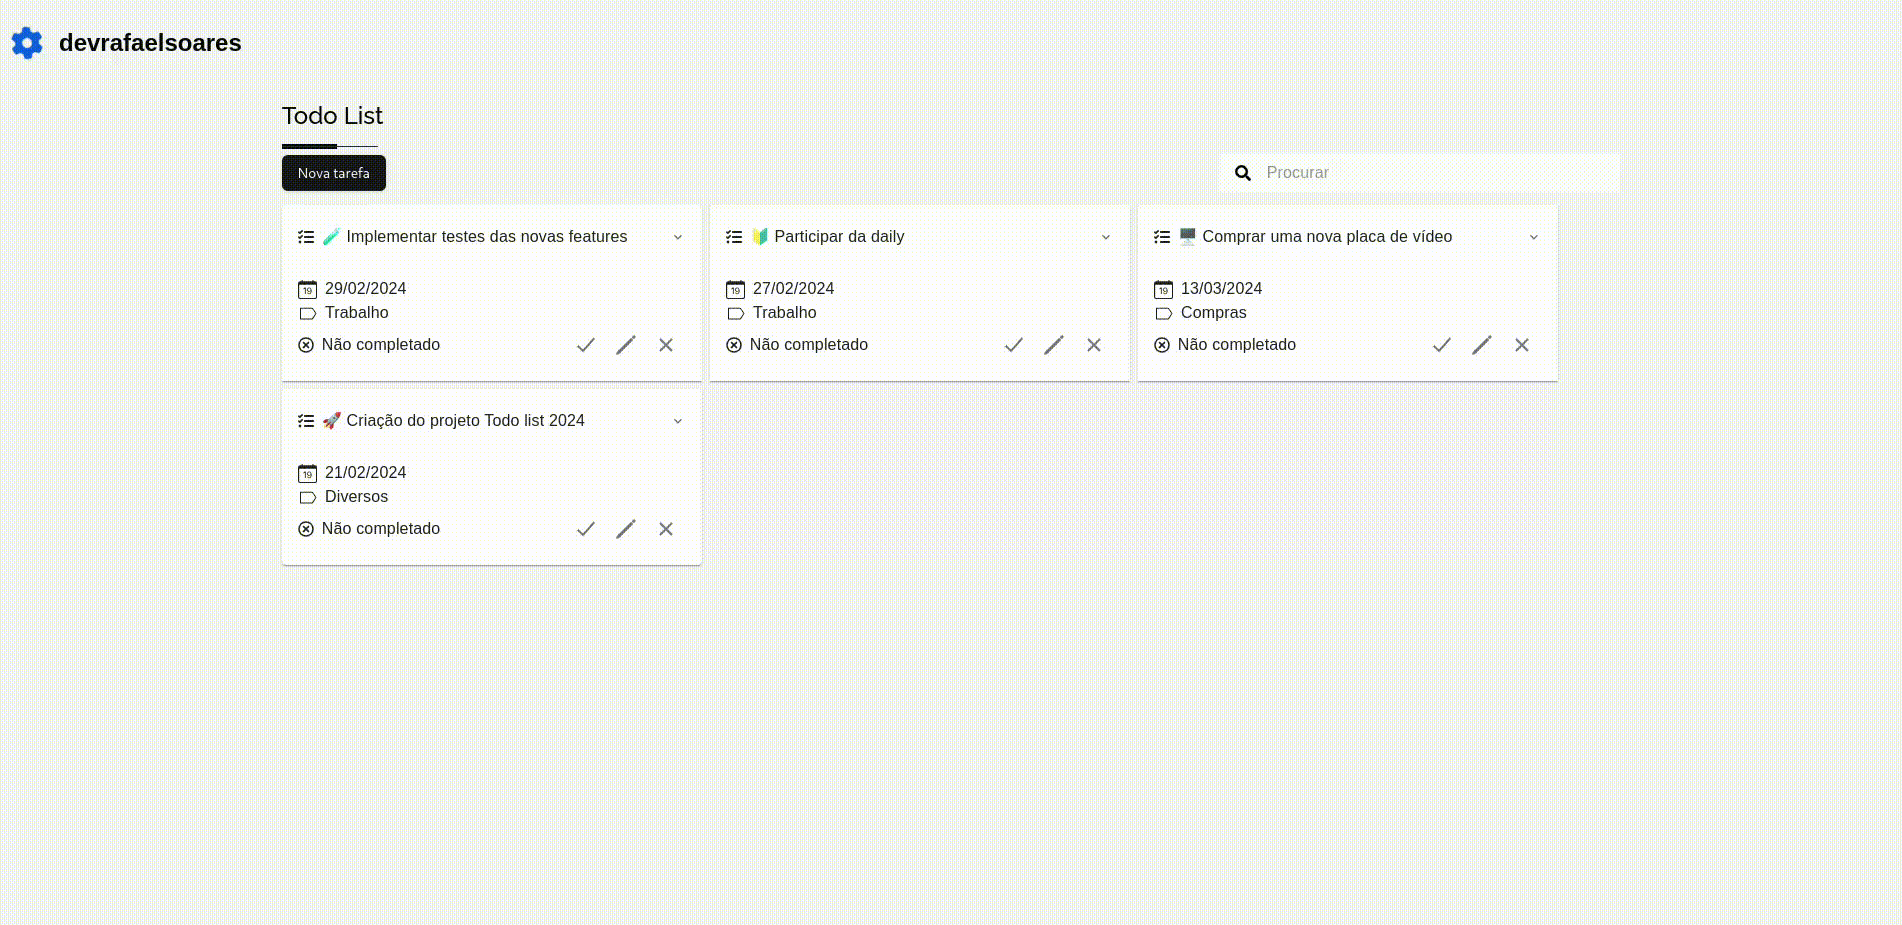 devrafaelsoares
Todo List
Nova tarefa
Procurar
🧪 Implementar testes das novas features
19 29/02/2024
Trabalho
Não completado
🔰 Participar da daily
19 27/02/2024
Trabalho
Não completado
🖥️ Comprar uma nova placa de vídeo
19 13/03/2024
Compras
Não completado
🚀 Criação do projeto Todo list 2024
19 21/02/2024
Diversos
Não completado